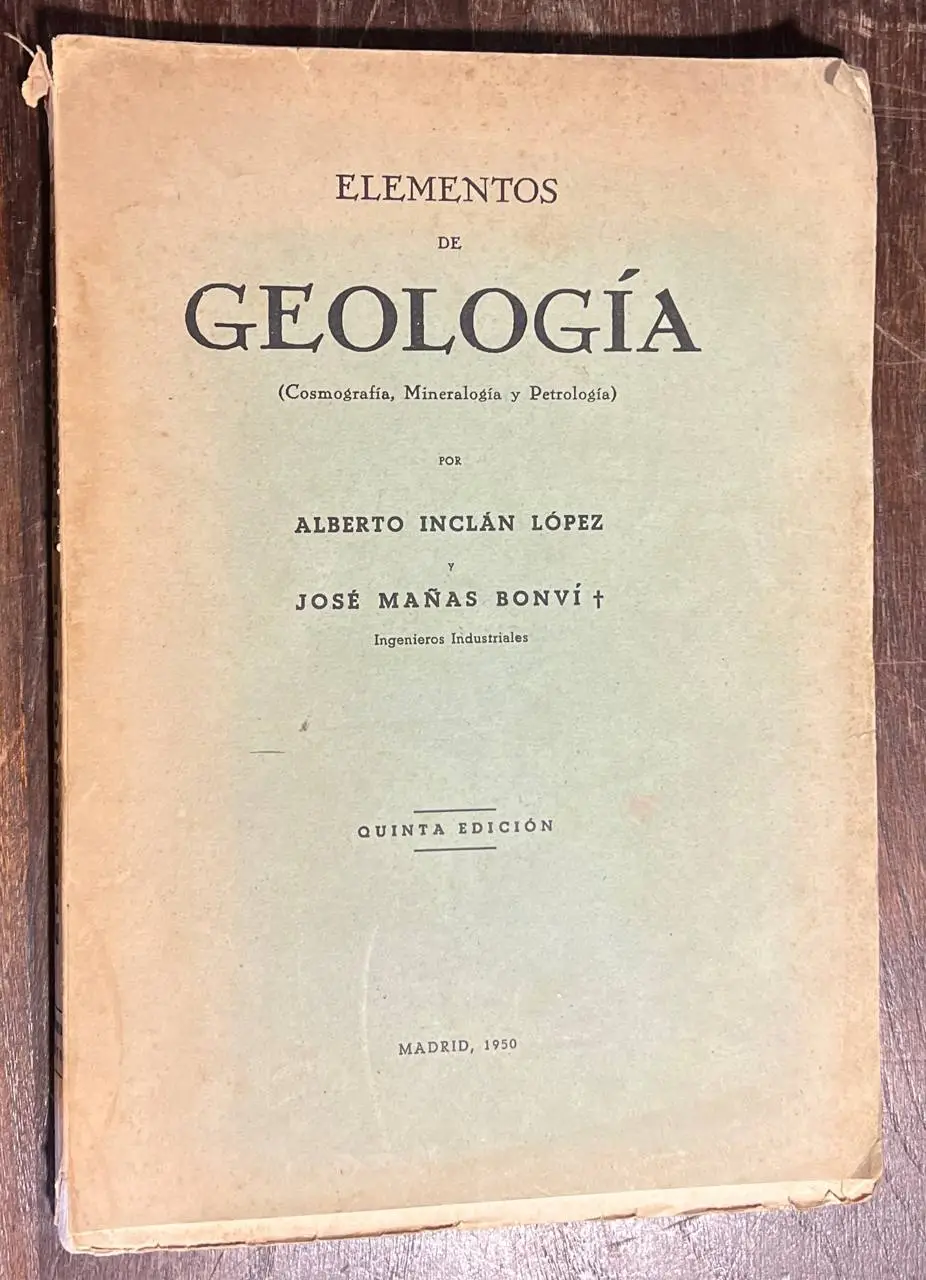 ELEMENTOS
DE
GEOLOGÍA
(Cosmografía, Mineralogía y Petrología)
POR
ALBERTO INCLÁN LÓPEZ
Y
JOSÉ MAÑAS BONVÍ †
Ingenieros Industriales
QUINTA EDICIÓN
MADRID, 1950